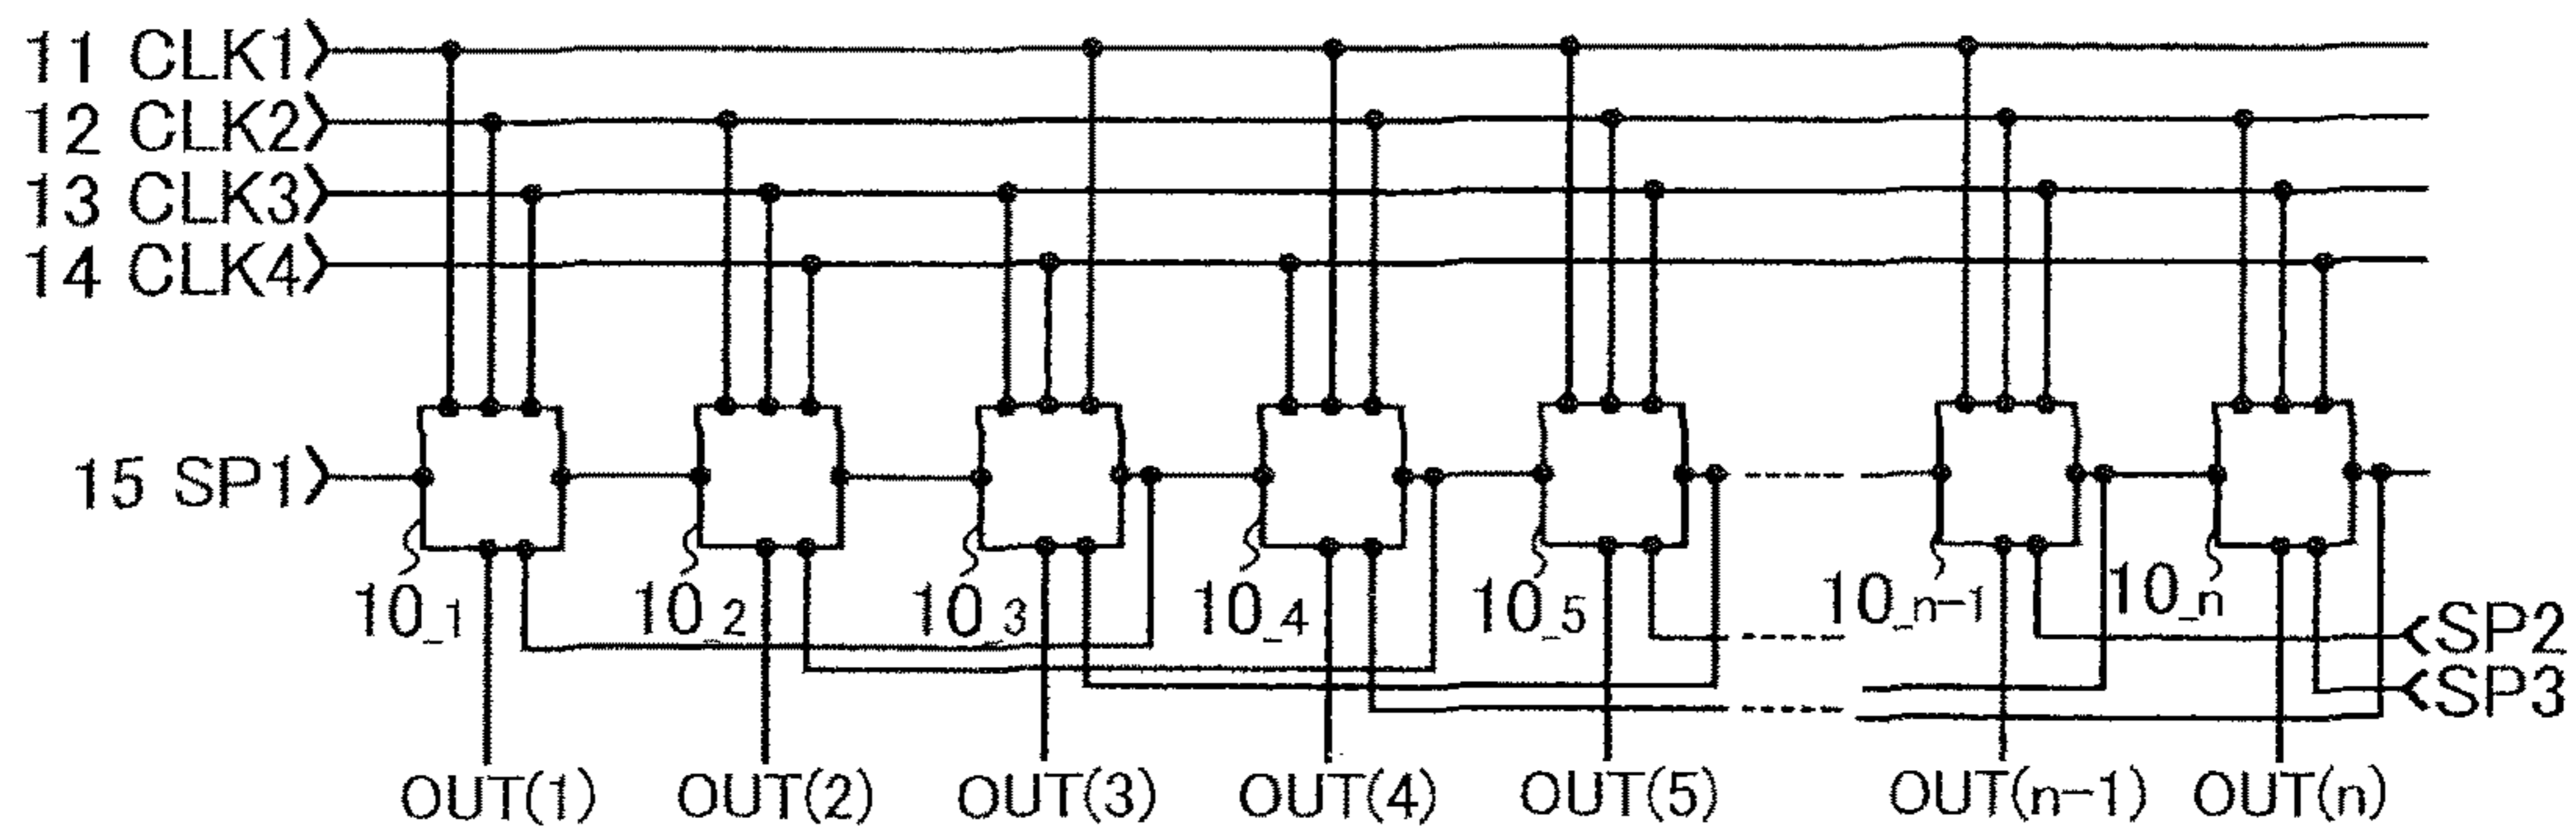 11 CLK1
12 CLK2
13 CLK3
14 CLK4
15 SP1
10_1 10_2 10_3 10_4 10_5 10_n-1 10_n
SP2
SP3
OUT(1) OUT(2) OUT(3) OUT(4) OUT(5) OUT(n-1) OUT(n)